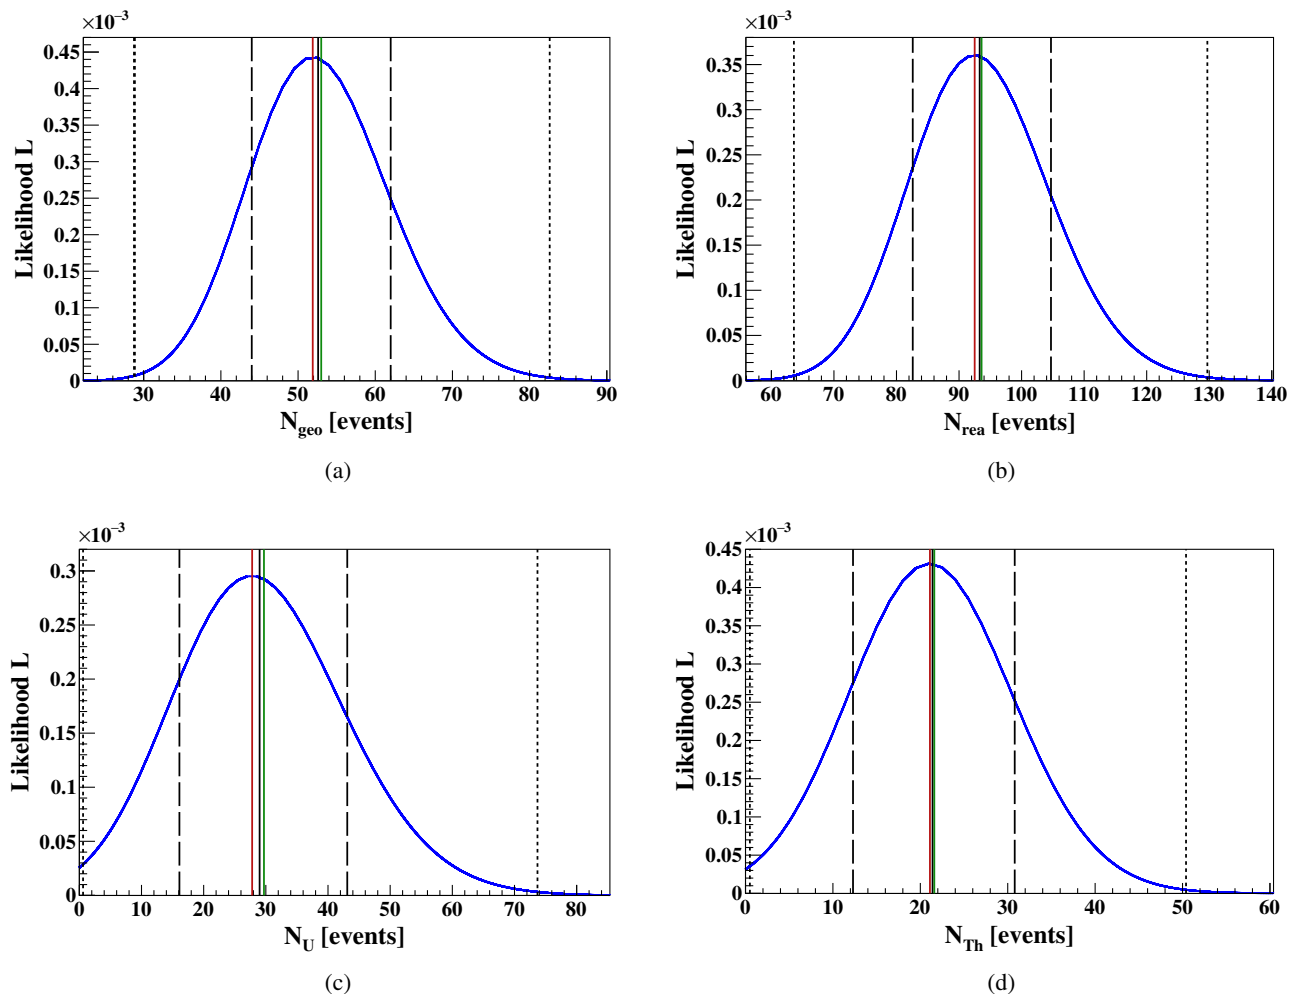 ×10⁻³
0.45
0.4
0.35
0.3
0.25
0.2
0.15
0.1
0.05
0
Likelihood L
30 40 50 60 70 80 90
N_geo [events]
(a)
×10⁻³
0.35
0.3
0.25
0.2
0.15
0.1
0.05
0
Likelihood L
60 70 80 90 100 110 120 130 140
N_rea [events]
(b)
×10⁻³
0.3
0.25
0.2
0.15
0.1
0.05
0
Likelihood L
0 10 20 30 40 50 60 70 80
N_U [events]
(c)
×10⁻³
0.45
0.4
0.35
0.3
0.25
0.2
0.15
0.1
0.05
0
Likelihood L
0 10 20 30 40 50 60
N_Th [events]
(d)